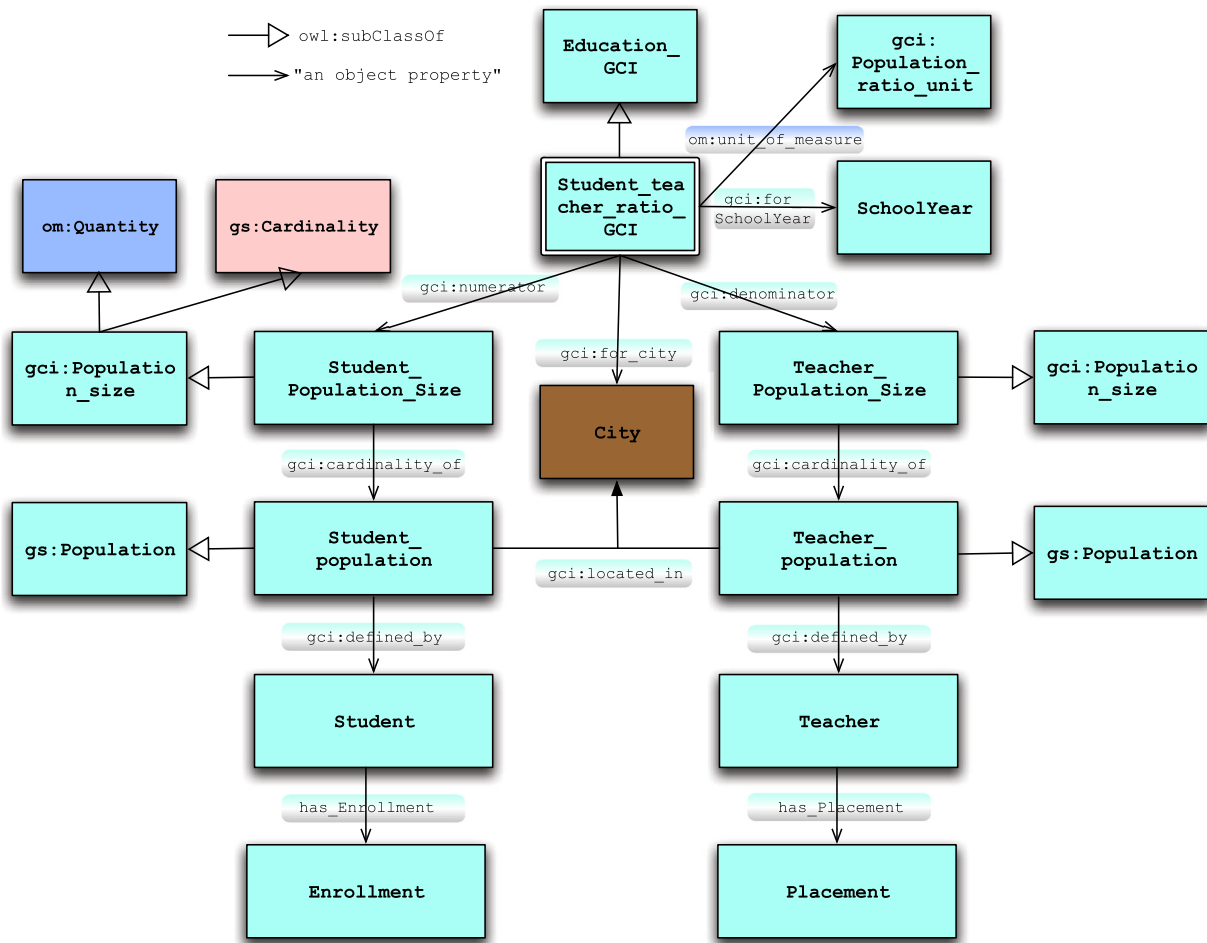 owl:subClassOf
"an object property"
Education_
GCI
gci:
Population_
ratio_unit
om:unit_of_measure
Student_tea
cher_ratio_
GCI
gci:for_
SchoolYear
SchoolYear
om:Quantity
gs:Cardinality
gci:numerator
gci:denominator
gci:for_city
gci:Populatio
n_size
Student_
Population_Size
City
Teacher_
Population_Size
gci:Populatio
n_size
gci:cardinality_of
gci:cardinality_of
gs:Population
Student_
population
gci:located_in
Teacher_
population
gs:Population
gci:defined_by
gci:defined_by
Student
Teacher
has_Enrollment
has_Placement
Enrollment
Placement